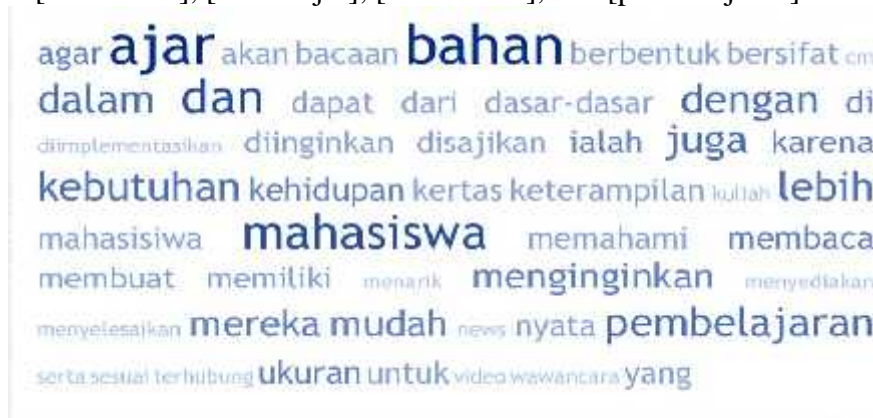 agar ajar akan bacaan bahan berbentuk bersifat cm
dalam dan dapat dari dasar-dasar dengan di
diimplementasikan diinginkan disajikan ialah juga karena
kebutuhan kehidupan kertas keterampilan kuliah lebih
mahasisiwa mahasiswa memahami membaca
membuat memiliki menarik menginginkan menyediakan
menyelesaikan mereka mudah news nyata pembelajaran
serta sesuai terhubung ukuran untuk video wawancara yang